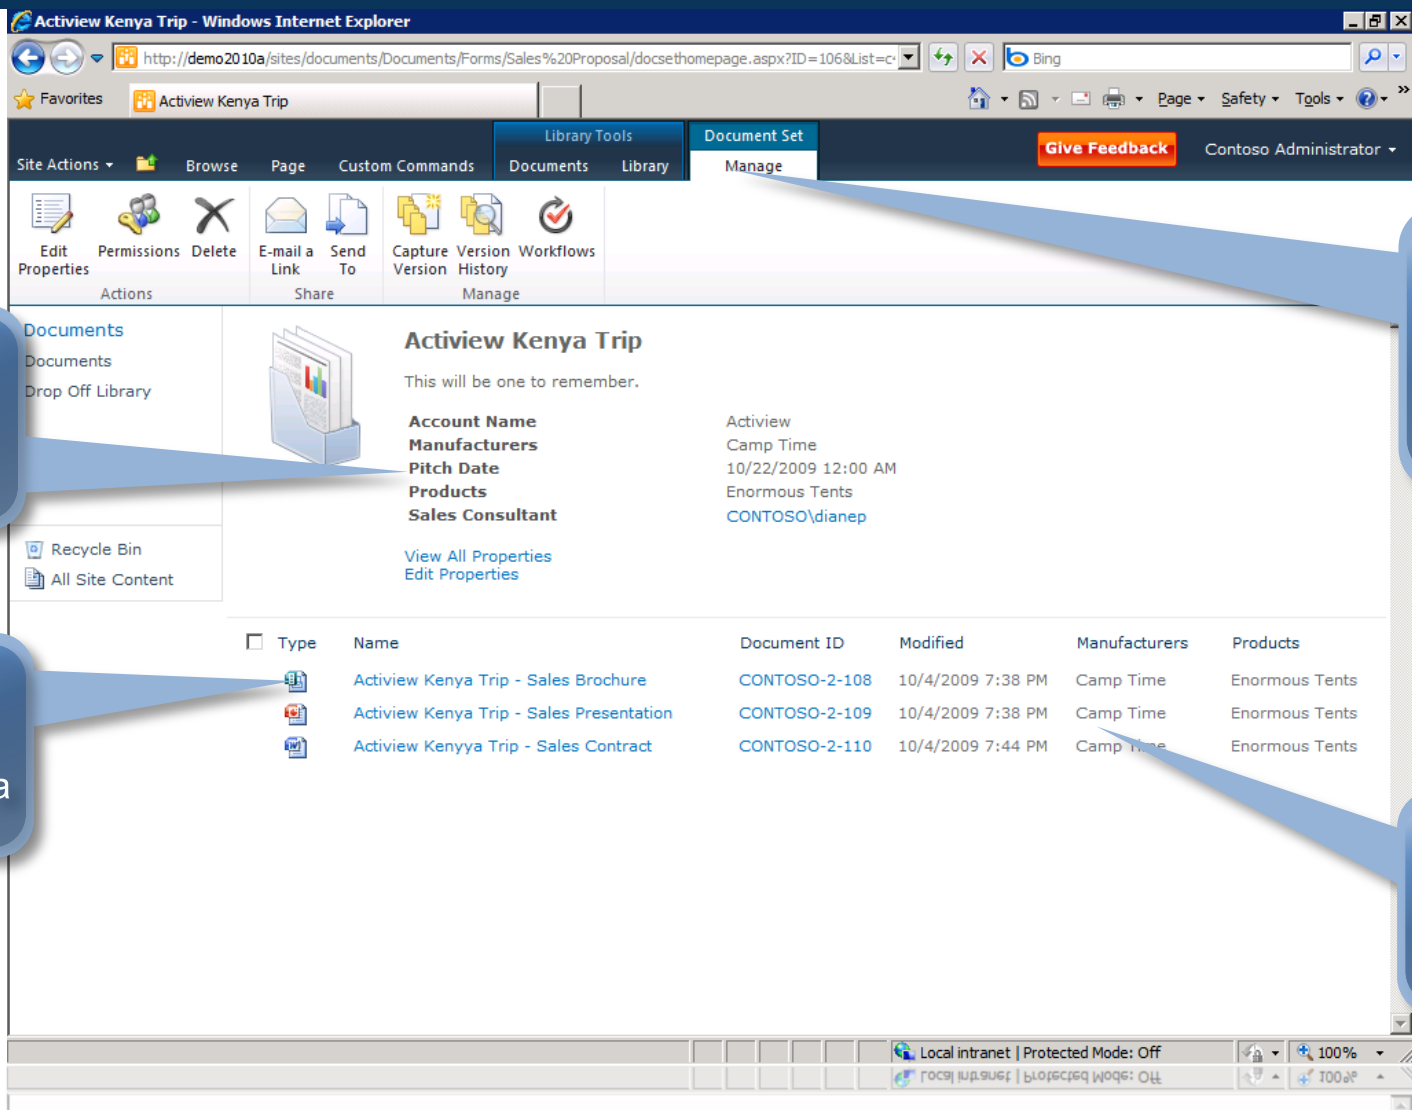 Activiview Kenya Trip - Windows Internet Explorer
http://demo2010a/sites/documents/Documents/Forms/Sales%20Proposal/docsethomepage.aspx?ID=106&List=c
Bing
Favorites
Activiview Kenya Trip
Page
Safety
Tools
»
Library Tools
Document Set
Site Actions
Browse
Page
Custom Commands
Documents
Library
Manage
Give Feedback
Contoso Administrator
Edit Properties
Permissions
Delete
E-mail a Link
Send To
Capture Version
Version History
Workflows
Actions
Share
Manage
Documents
Documents
Drop Off Library
Recycle Bin
All Site Content
Activiview Kenya Trip
This will be one to remember.
Account Name Activiview
Manufacturers Camp Time
Pitch Date 10/22/2009 12:00 AM
Products Enormous Tents
Sales Consultant CONTOSO\dianep
View All Properties
Edit Properties
Type Name Document ID Modified Manufacturers Products
Activiview Kenya Trip - Sales Brochure CONTOSO-2-108 10/4/2009 7:38 PM Camp Time Enormous Tents
Activiview Kenya Trip - Sales Presentation CONTOSO-2-109 10/4/2009 7:38 PM Camp Time Enormous Tents
Activiview Kenyya Trip - Sales Contract CONTOSO-2-110 10/4/2009 7:44 PM Camp Time Enormous Tents
a
Local intranet | Protected Mode: Off
100%